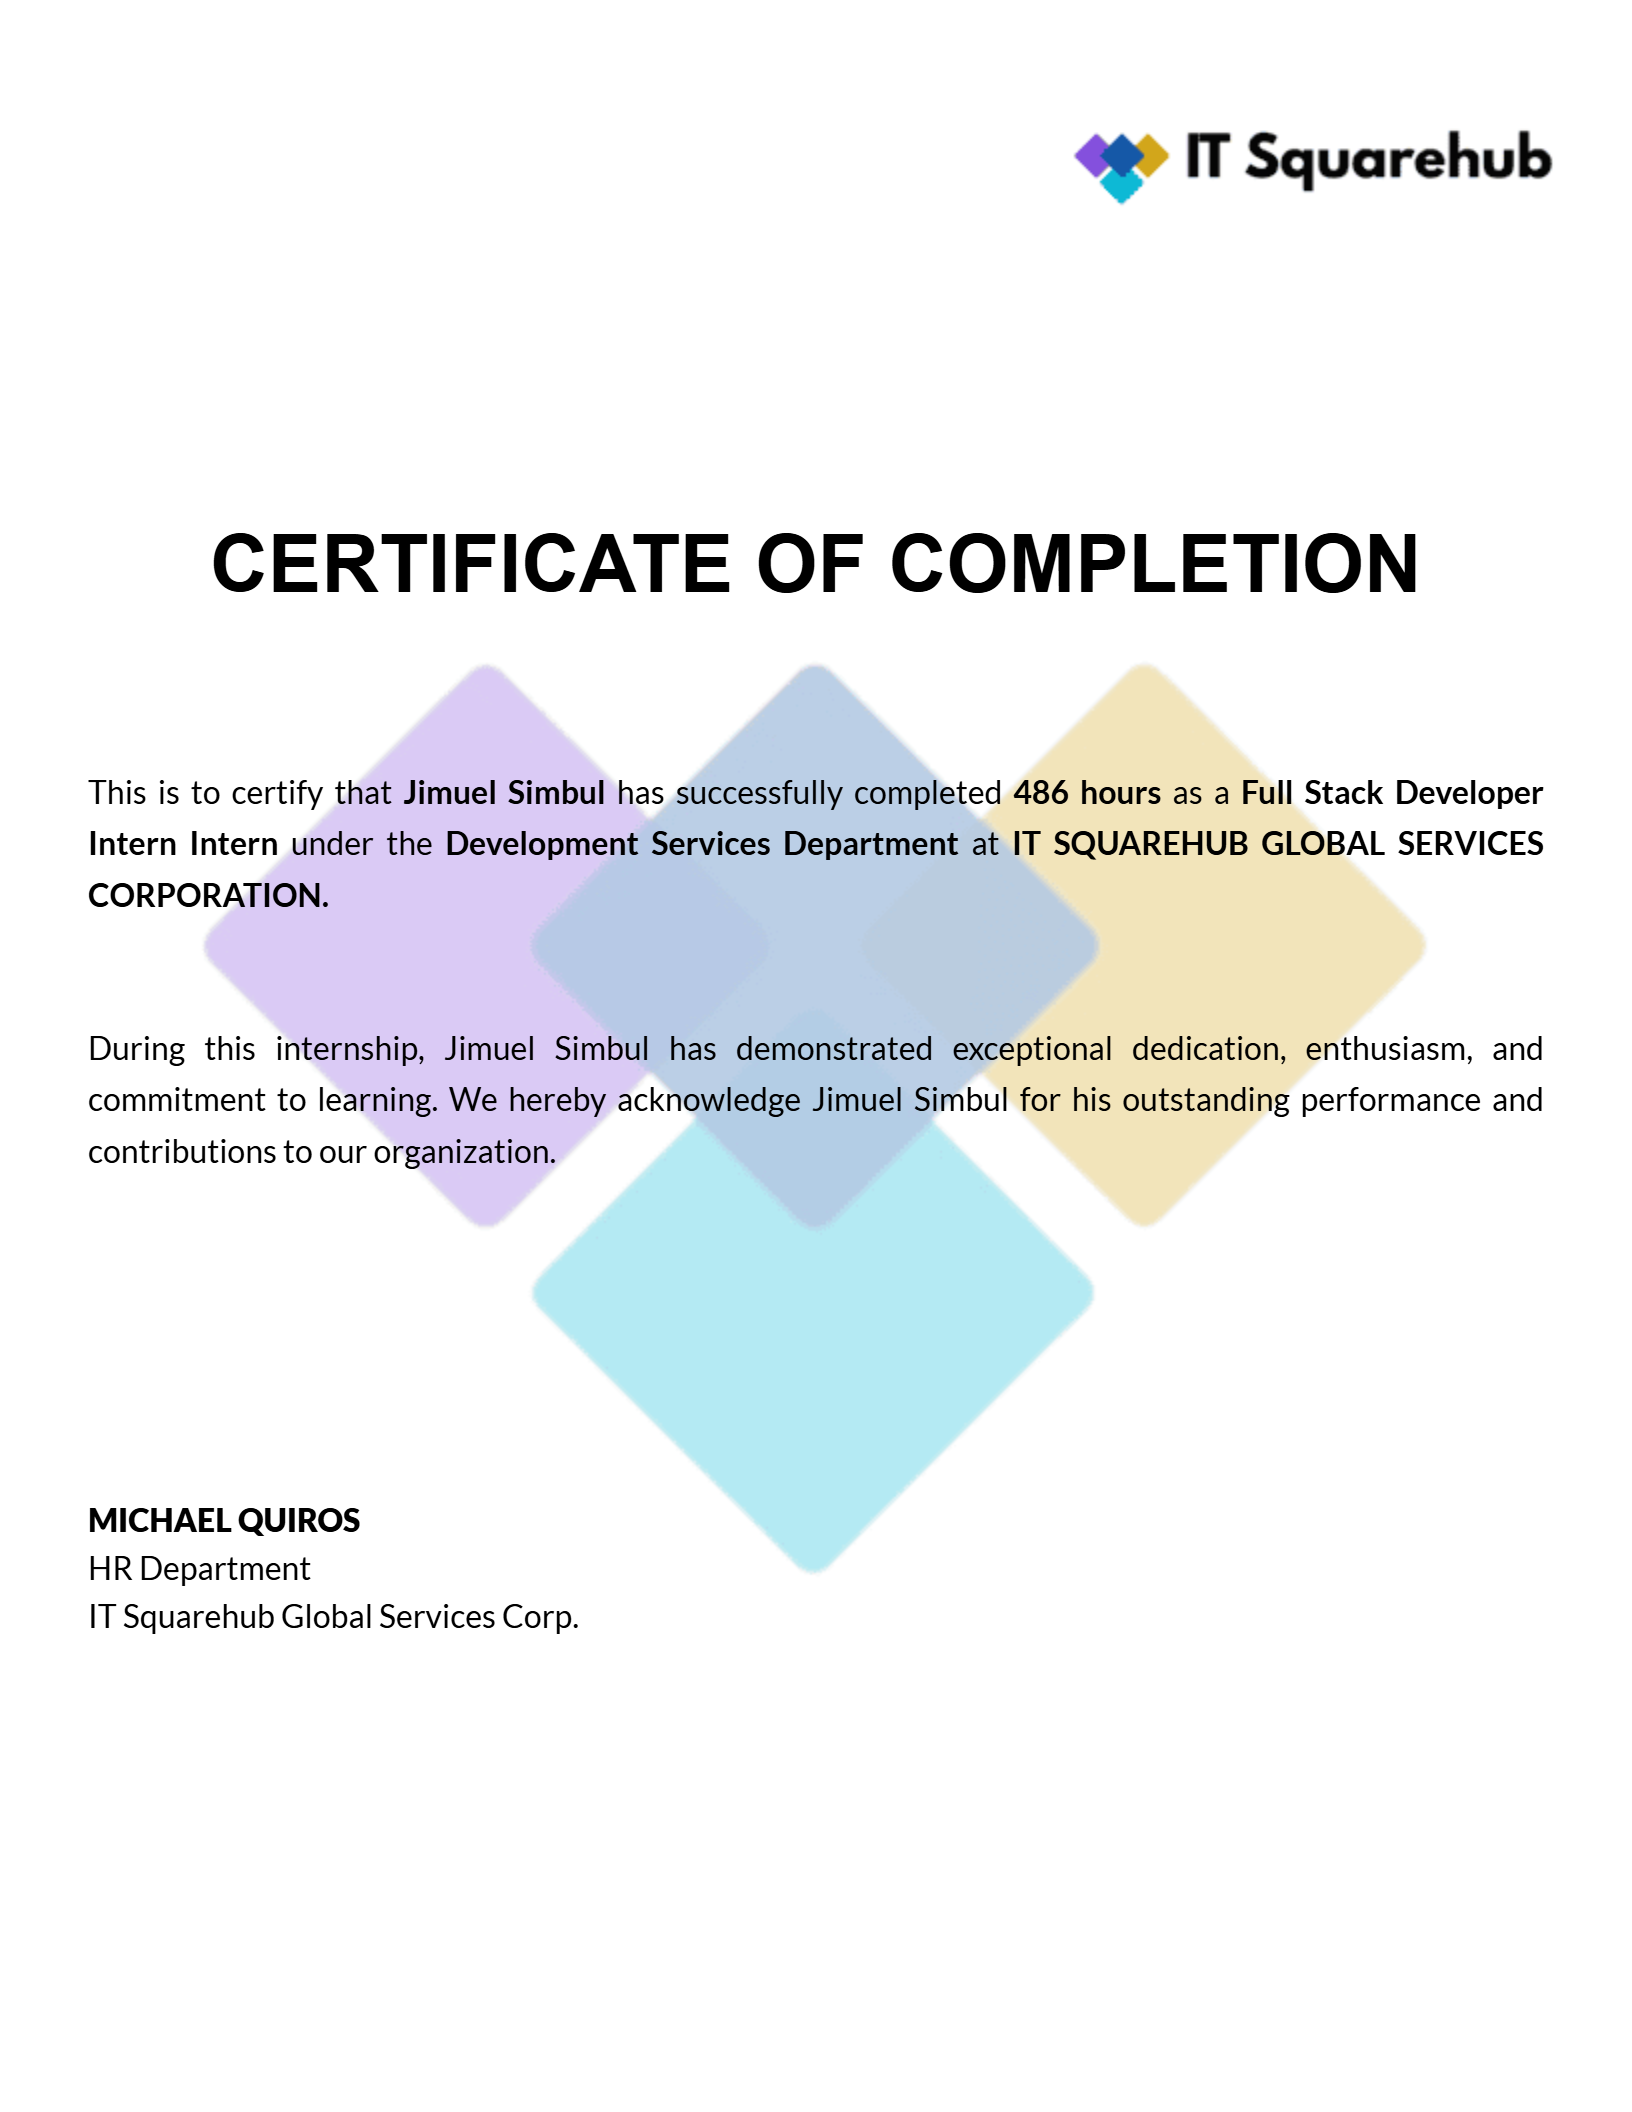 IT Squarehub
CERTIFICATE OF COMPLETION
This is to certify that Jimuel Simbul has successfully completed 486 hours as a Full Stack Developer
Intern Intern under the Development Services Department at IT SQUAREHUB GLOBAL SERVICES
CORPORATION.
During this internship, Jimuel Simbul has demonstrated exceptional dedication, enthusiasm, and
commitment to learning. We hereby acknowledge Jimuel Simbul for his outstanding performance and
contributions to our organization.
MICHAEL QUIROS
HR Department
IT Squarehub Global Services Corp.